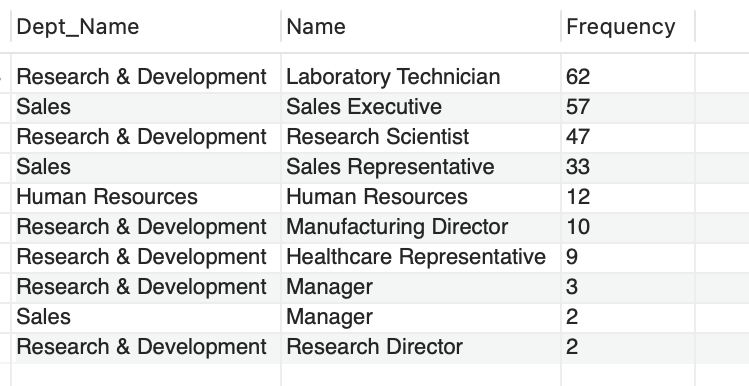 Dept_Name Name Frequency
Research & Development Laboratory Technician 62
Sales Sales Executive 57
Research & Development Research Scientist 47
Sales Sales Representative 33
Human Resources Human Resources 12
Research & Development Manufacturing Director 10
Research & Development Healthcare Representative 9
Research & Development Manager 3
Sales Manager 2
Research & Development Research Director 2